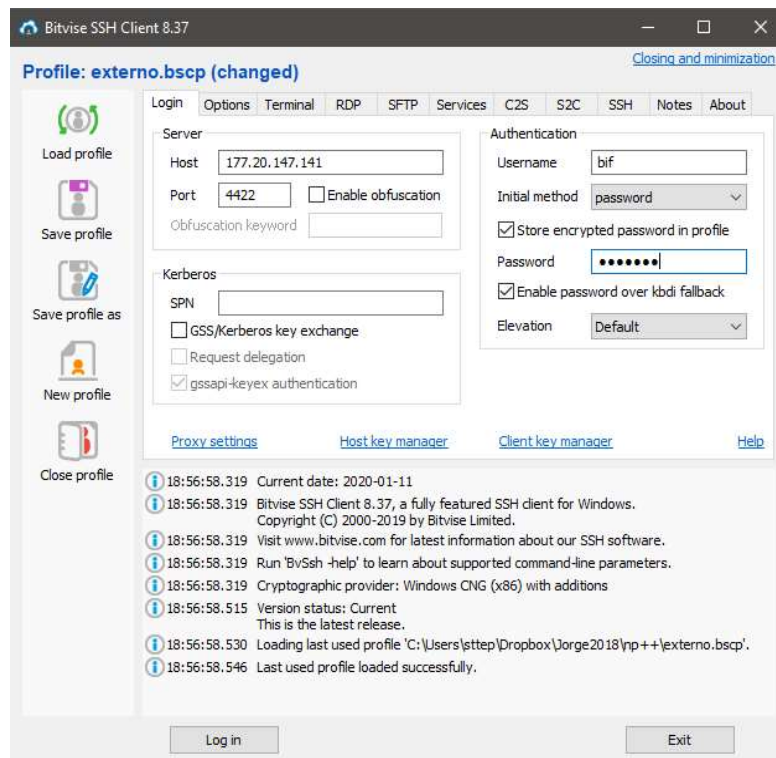 Bitvise SSH Client 8.37
Closing and minimization
Profile: externo.bscp (changed)
Load profile
Save profile
Save profile as
New profile
Close profile
Login Options Terminal RDP SFTP Services C2S S2C SSH Notes About
Server
Host 177.20.147.141
Port 4422 Enable obfuscation
Obfuscation keyword
Kerberos
SPN
GSS/Kerberos key exchange
Request delegation
gssapi-keyex authentication
Authentication
Username bif
Initial method password
Store encrypted password in profile
Password ●●●●●●●
Enable password over kbdi fallback
Elevation Default
Proxy settings Host key manager Client key manager Help
18:56:58.319 Current date: 2020-01-11
18:56:58.319 Bitvise SSH Client 8.37, a fully featured SSH client for Windows.
Copyright (C) 2000-2019 by Bitvise Limited.
18:56:58.319 Visit www.bitvise.com for latest information about our SSH software.
18:56:58.319 Run 'BvSsh -help' to learn about supported command-line parameters.
18:56:58.319 Cryptographic provider: Windows CNG (x86) with additions
18:56:58.515 Version status: Current
This is the latest release.
18:56:58.530 Loading last used profile 'C:\Users\sttep\Dropbox\Jorge2018\np++\externo.bscp'.
18:56:58.546 Last used profile loaded successfully.
Log in Exit